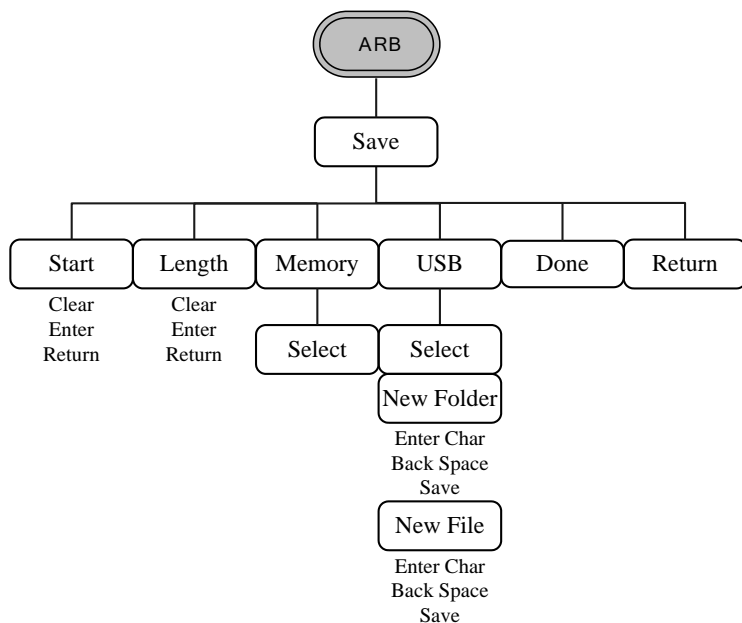 ARB
Save
Start
Length
Memory
USB
Done
Return
Clear
Enter
Return
Clear
Enter
Return
Select
Select
New Folder
Enter Char
Back Space
Save
New File
Enter Char
Back Space
Save